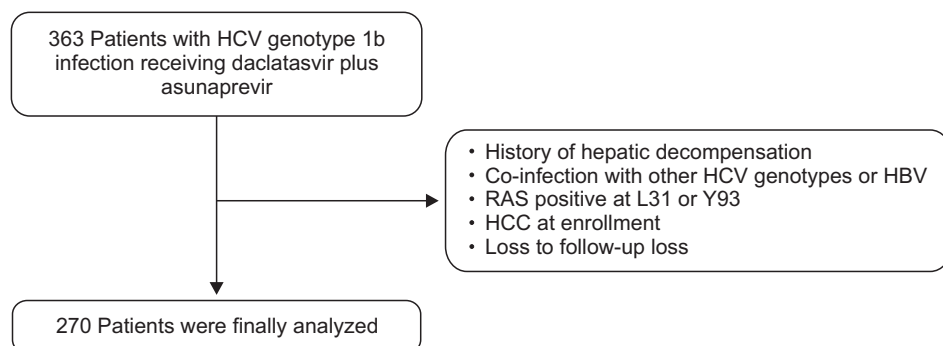 363 Patients with HCV genotype 1b
infection receiving daclatasvir plus
asunaprevir
• History of hepatic decompensation
• Co-infection with other HCV genotypes or HBV
• RAS positive at L31 or Y93
• HCC at enrollment
• Loss to follow-up loss
270 Patients were finally analyzed